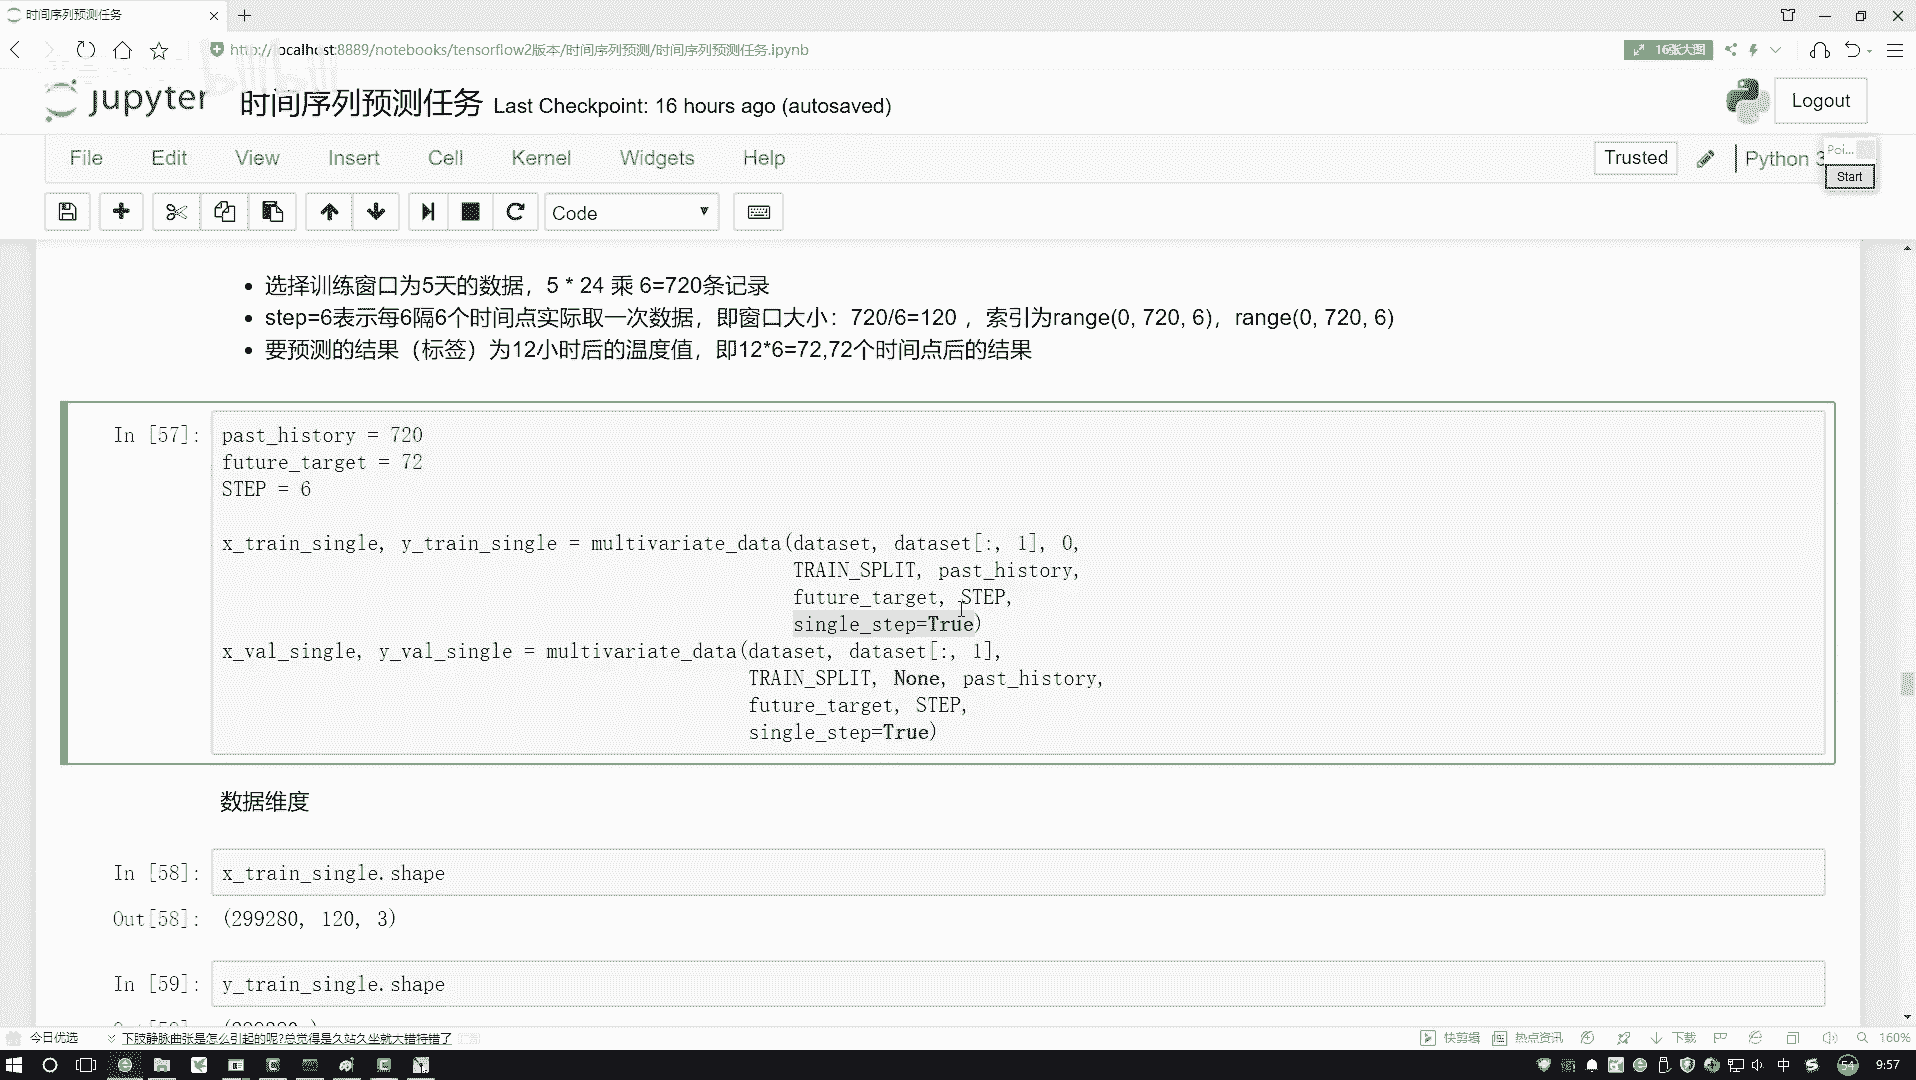 时间序列预测任务
http://localhost:8889/notebooks/tensorflow2版本/时间序列预测/时间序列预测任务.ipynb
16张大图
jupyter 时间序列预测任务 Last Checkpoint: 16 hours ago (autosaved)
Logout
File Edit View Insert Cell Kernel Widgets Help
Trusted Python 3
Poi...
Start
Code
选择训练窗口为5天的数据，5 * 24 乘 6=720条记录
step=6表示每6隔6个时间点实际取一次数据，即窗口大小：720/6=120 ，索引为range(0, 720, 6)，range(0, 720, 6)
要预测的结果（标签）为12小时后的温度值，即12*6=72,72个时间点后的结果
In [57]: past_history = 720
future_target = 72
STEP = 6
x_train_single, y_train_single = multivariate_data(dataset, dataset[:, 1], 0,
TRAIN_SPLIT, past_history,
future_target, STEP,
single_step=True)
x_val_single, y_val_single = multivariate_data(dataset, dataset[:, 1],
TRAIN_SPLIT, None, past_history,
future_target, STEP,
single_step=True)
数据维度
In [58]: x_train_single.shape
Out[58]: (299280, 120, 3)
In [59]: y_train_single.shape
今日优选 下肢静脉曲张是怎么引起的呢?总觉得是久站久坐就大错特错了
快剪辑 热点资讯 下载 160%
中 54 9:57